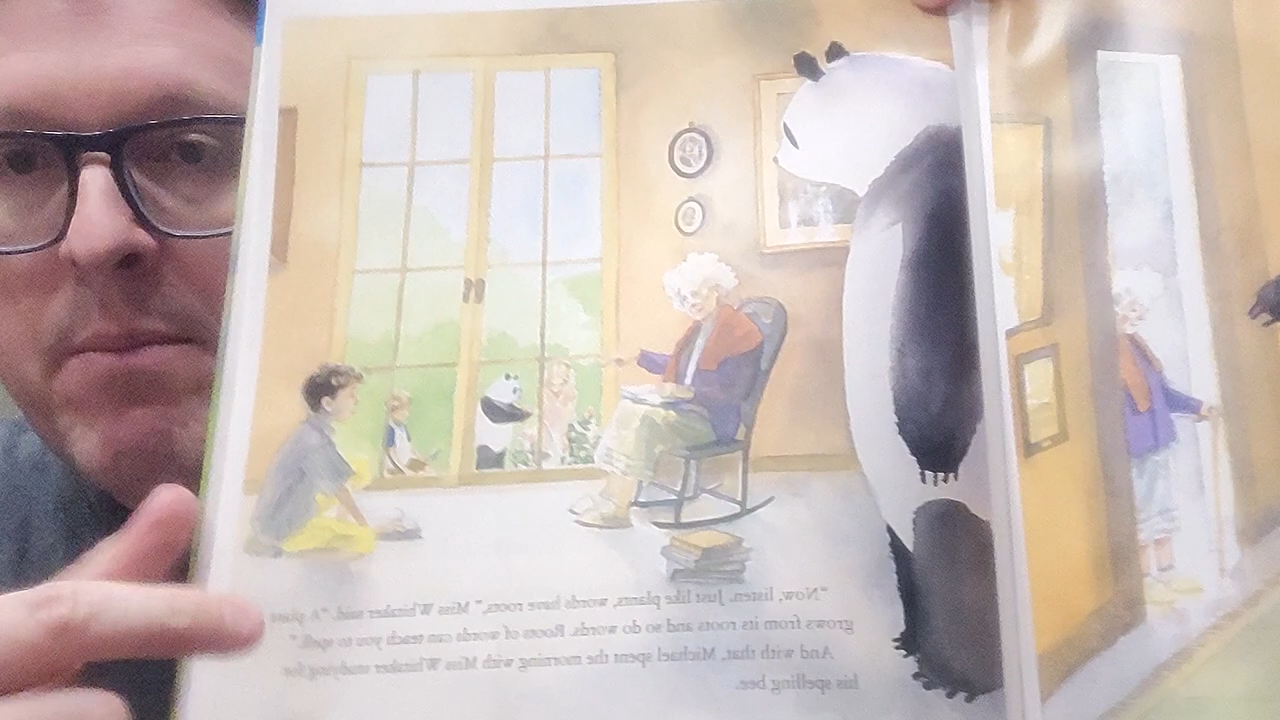 "Now, listen. Just like plants, words have roots," Miss Whitaker said. "A plant
grows from its roots and so do words. Roots of words can teach you to spell."
And with that, Michael spent the morning with Miss Whitaker studying for
his spelling bee.